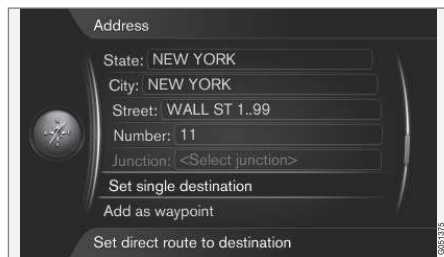 Address
State: NEW YORK
City: NEW YORK
Street: WALL ST 1..99
Number: 11
Junction: <Select junction>
Set single destination
Add as waypoint
Set direct route to destination
G051375